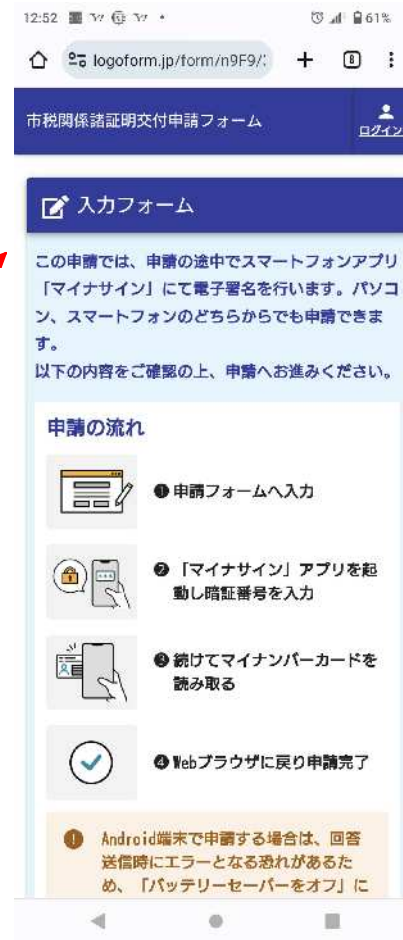 12:52
61%
logoform.jp/form/n9F9/
8
市税関係諸証明交付申請フォーム
ログイン
入力フォーム
この申請では、申請の途中でスマートフォンアプリ
「マイナサイン」にて電子署名を行います。パソコ
ン、スマートフォンのどちらからでも申請できま
す。
以下の内容をご確認の上、申請へお進みください。
申請の流れ
❶申請フォームへ入力
❷「マイナサイン」アプリを起
動し暗証番号を入力
❸続けてマイナンバーカードを
読み取る
❹Webブラウザに戻り申請完了
Android端末で申請する場合は、回答
送信時にエラーとなる恐れがあるた
め、「バッテリーセーバーをオフ」に